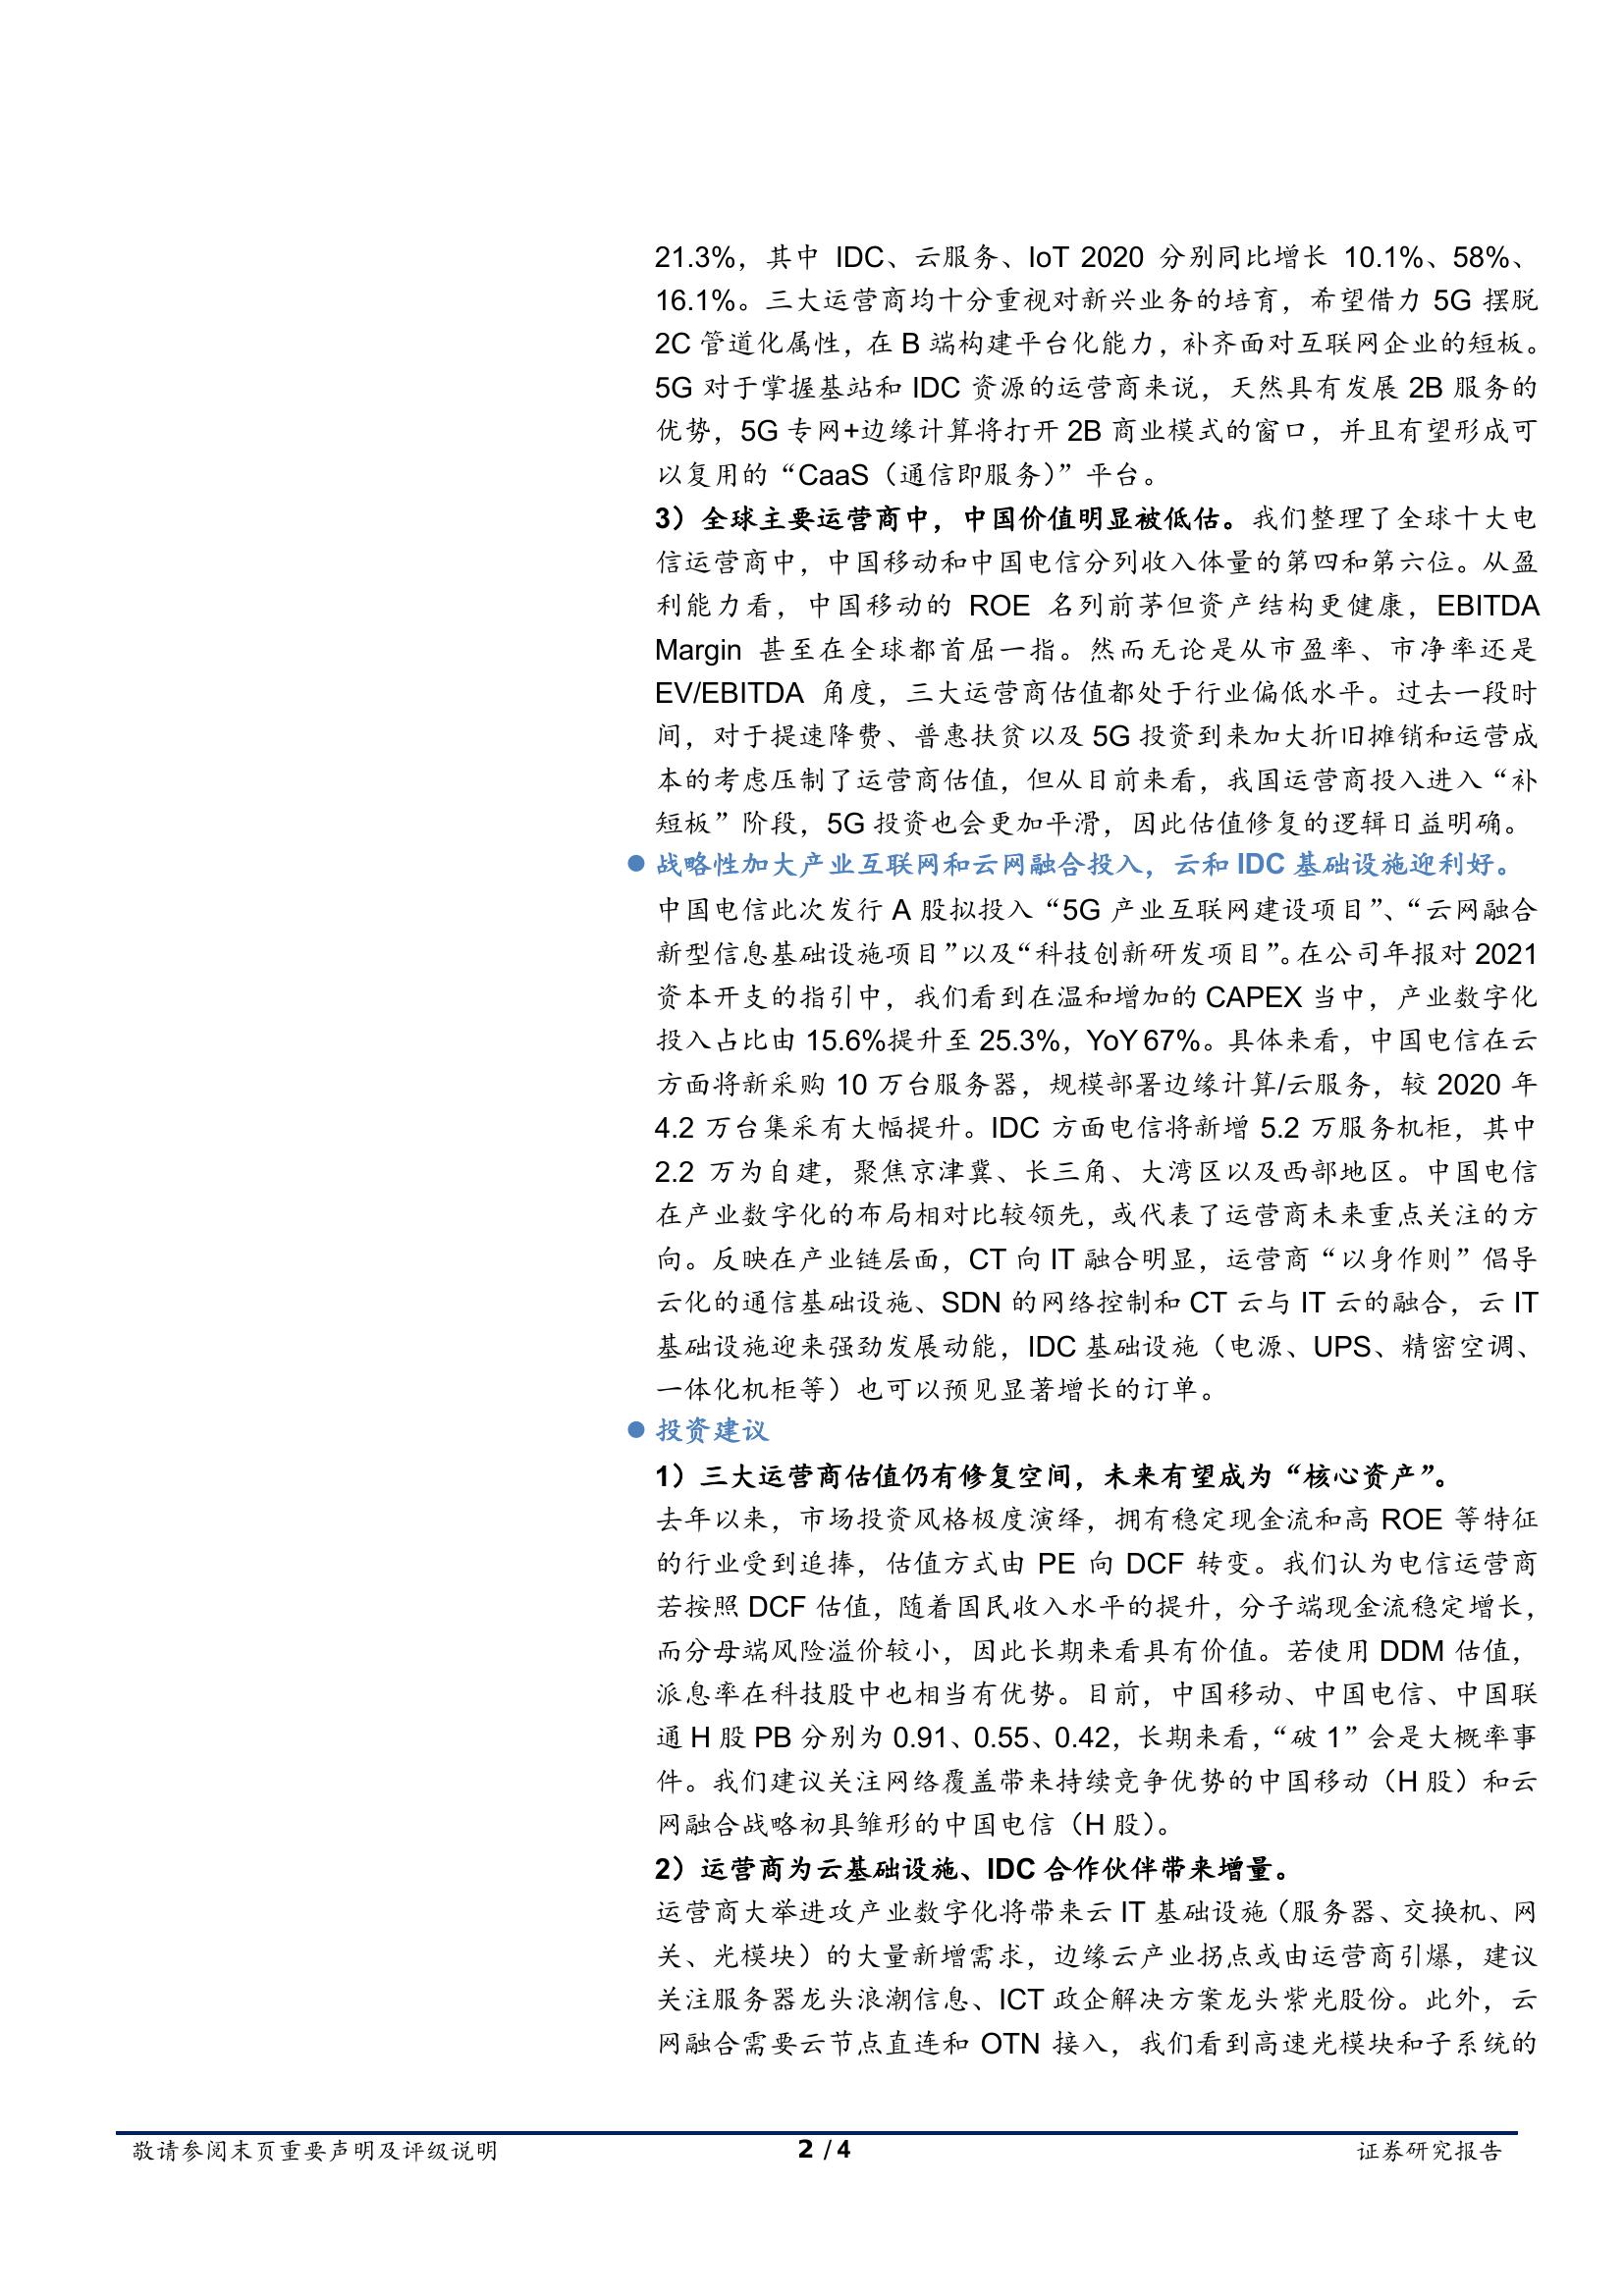 21.3%，其中 IDC、云服务、IoT 2020 分别同比增长 10.1%、58%、
16.1%。三大运营商均十分重视对新兴业务的培育，希望借力 5G 摆脱
2C 管道化属性，在 B 端构建平台化能力，补齐面对互联网企业的短板。
5G 对于掌握基站和 IDC 资源的运营商来说，天然具有发展 2B 服务的
优势，5G 专网+边缘计算将打开 2B 商业模式的窗口，并且有望形成可
以复用的“CaaS（通信即服务）”平台。
3）全球主要运营商中，中国价值明显被低估。我们整理了全球十大电
信运营商中，中国移动和中国电信分列收入体量的第四和第六位。从盈
利能力看，中国移动的 ROE 名列前茅但资产结构更健康，EBITDA
Margin 甚至在全球都首屈一指。然而无论是从市盈率、市净率还是
EV/EBITDA 角度，三大运营商估值都处于行业偏低水平。过去一段时
间，对于提速降费、普惠扶贫以及 5G 投资到来加大折旧摊销和运营成
本的考虑压制了运营商估值，但从目前来看，我国运营商投入进入“补
短板”阶段，5G 投资也会更加平滑，因此估值修复的逻辑日益明确。
● 战略性加大产业互联网和云网融合投入，云和 IDC 基础设施迎利好。
中国电信此次发行 A 股拟投入“5G 产业互联网建设项目”、“云网融合
新型信息基础设施项目”以及“科技创新研发项目”。在公司年报对 2021
资本开支的指引中，我们看到在温和增加的 CAPEX 当中，产业数字化
投入占比由 15.6%提升至 25.3%，YoY 67%。具体来看，中国电信在云
方面将新采购 10 万台服务器，规模部署边缘计算/云服务，较 2020 年
4.2 万台集采有大幅提升。IDC 方面电信将新增 5.2 万服务机柜，其中
2.2 万为自建，聚焦京津冀、长三角、大湾区以及西部地区。中国电信
在产业数字化的布局相对比较领先，或代表了运营商未来重点关注的方
向。反映在产业链层面，CT 向 IT 融合明显，运营商“以身作则”倡导
云化的通信基础设施、SDN 的网络控制和 CT 云与 IT 云的融合，云 IT
基础设施迎来强劲发展动能，IDC 基础设施（电源、UPS、精密空调、
一体化机柜等）也可以预见显著增长的订单。
● 投资建议
1）三大运营商估值仍有修复空间，未来有望成为“核心资产”。
去年以来，市场投资风格极度演绎，拥有稳定现金流和高 ROE 等特征
的行业受到追捧，估值方式由 PE 向 DCF 转变。我们认为电信运营商
若按照 DCF 估值，随着国民收入水平的提升，分子端现金流稳定增长，
而分母端风险溢价较小，因此长期来看具有价值。若使用 DDM 估值，
派息率在科技股中也相当有优势。目前，中国移动、中国电信、中国联
通 H 股 PB 分别为 0.91、0.55、0.42，长期来看，“破 1”会是大概率事
件。我们建议关注网络覆盖带来持续竞争优势的中国移动（H 股）和云
网融合战略初具雏形的中国电信（H 股）。
2）运营商为云基础设施、IDC 合作伙伴带来增量。
运营商大举进攻产业数字化将带来云 IT 基础设施（服务器、交换机、网
关、光模块）的大量新增需求，边缘云产业拐点或由运营商引爆，建议
关注服务器龙头浪潮信息、ICT 政企解决方案龙头紫光股份。此外，云
网融合需要云节点直连和 OTN 接入，我们看到高速光模块和子系统的
敬请参阅末页重要声明及评级说明 2 / 4 证券研究报告